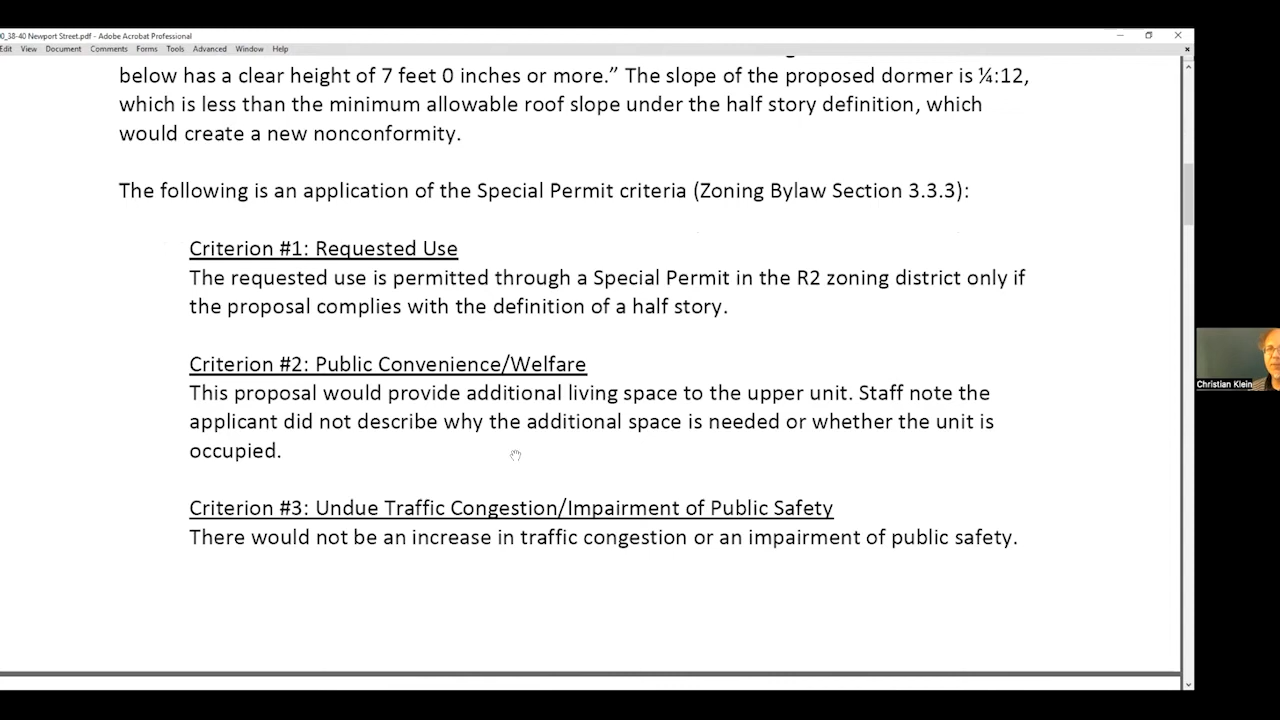 0_38-40 Newport Street.pdf - Adobe Acrobat Professional
Edit View Document Comments Forms Tools Advanced Window Help
below has a clear height of 7 feet 0 inches or more.” The slope of the proposed dormer is ¼:12,
which is less than the minimum allowable roof slope under the half story definition, which
would create a new nonconformity.
The following is an application of the Special Permit criteria (Zoning Bylaw Section 3.3.3):
Criterion #1: Requested Use
The requested use is permitted through a Special Permit in the R2 zoning district only if
the proposal complies with the definition of a half story.
Criterion #2: Public Convenience/Welfare
This proposal would provide additional living space to the upper unit. Staff note the
applicant did not describe why the additional space is needed or whether the unit is
occupied.
Criterion #3: Undue Traffic Congestion/Impairment of Public Safety
There would not be an increase in traffic congestion or an impairment of public safety.
Christian Klein